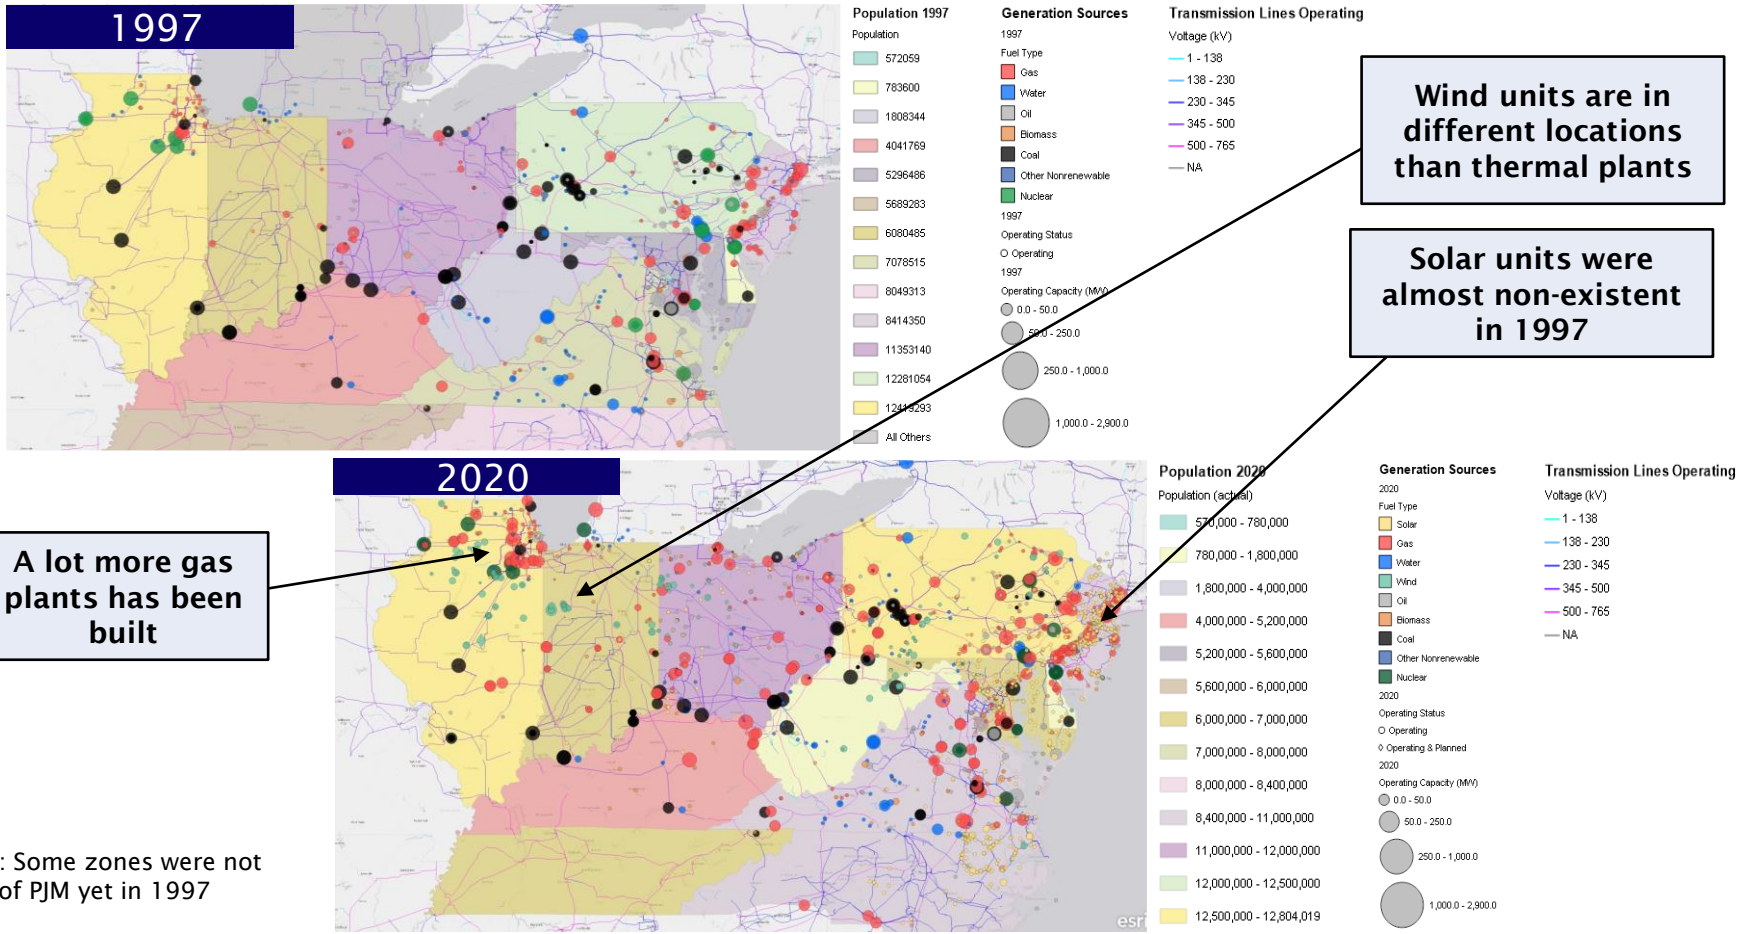 1997
Population 1997
Population
572059
783600
1808344
4041769
5296486
5689283
6080485
7078515
8049313
8414350
11353140
12281054
12419293
All Others
Generation Sources
1997
Fuel Type
Gas
Water
Oil
Biomass
Coal
Other Nonrenewable
Nuclear
1997
Operating Status
Operating
1997
Operating Capacity (MW)
0.0 - 50.0
50.0 - 250.0
250.0 - 1,000.0
1,000.0 - 2,900.0
Transmission Lines Operating
Voltage (kV)
1 - 138
138 - 230
230 - 345
345 - 500
500 - 765
NA
Wind units are in
different locations
than thermal plants
Solar units were
almost non-existent
in 1997
2020
A lot more gas
plants has been
built
: Some zones were not
of PJM yet in 1997
esri
Population 2020
Population (actual)
570,000 - 780,000
780,000 - 1,800,000
1,800,000 - 4,000,000
4,000,000 - 5,200,000
5,200,000 - 5,600,000
5,600,000 - 6,000,000
6,000,000 - 7,000,000
7,000,000 - 8,000,000
8,000,000 - 8,400,000
8,400,000 - 11,000,000
11,000,000 - 12,000,000
12,000,000 - 12,500,000
12,500,000 - 12,804,019
Generation Sources
2020
Fuel Type
Solar
Gas
Water
Wind
Oil
Biomass
Coal
Other Nonrenewable
Nuclear
2020
Operating Status
Operating
Operating & Planned
2020
Operating Capacity (MW)
0.0 - 50.0
50.0 - 250.0
250.0 - 1,000.0
1,000.0 - 2,900.0
Transmission Lines Operating
Voltage (kV)
1 - 138
138 - 230
230 - 345
345 - 500
500 - 765
NA